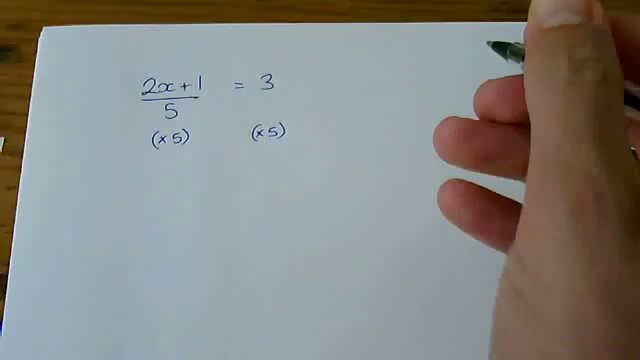 2x+1 = 3
5
(×5) (×5)